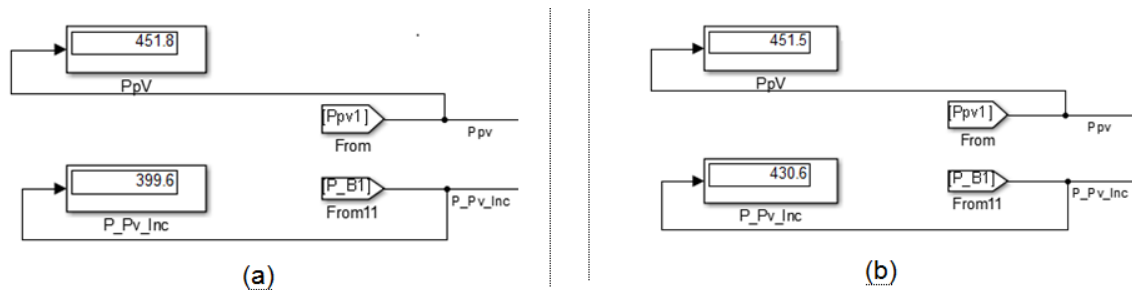 451.8
PpV
[Ppv1]
From
Ppv
399.6
P_Pv_Inc
[P_B1]
From11
P_Pv_Inc
(a)
451.5
PpV
[Ppv1]
From
Ppv
430.6
P_Pv_Inc
[P_B1]
From11
P_Pv_Inc
(b)